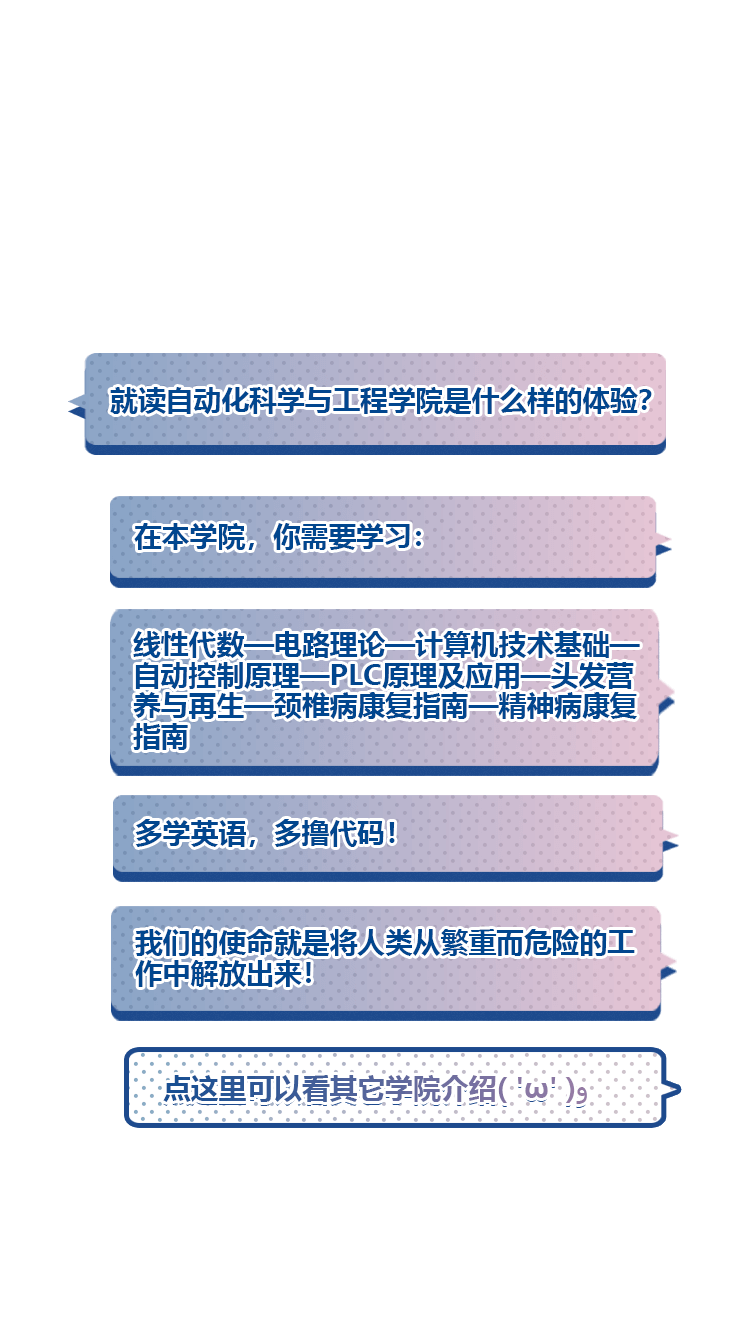 就读自动化科学与工程学院是什么样的体验？
在本学院，你需要学习：
线性代数—电路理论—计算机技术基础—
自动控制原理—PLC原理及应用—头发营
养与再生—颈椎病康复指南—精神病康复
指南
多学英语，多撸代码！
我们的使命就是将人类从繁重而危险的工
作中解放出来！
点这里可以看其它学院介绍( 'ω' )و